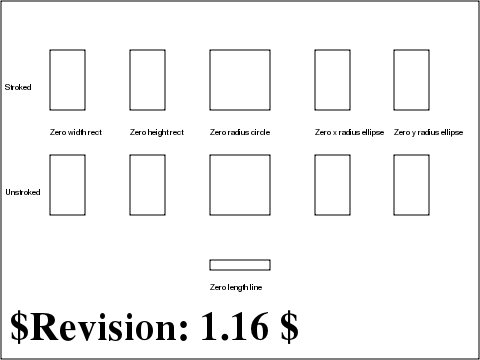 Stroked
Zero width rect Zero height rect Zero radius circle Zero x radius ellipse Zero y radius ellipse
Unstroked
Zero length line
$Revision: 1.16 $